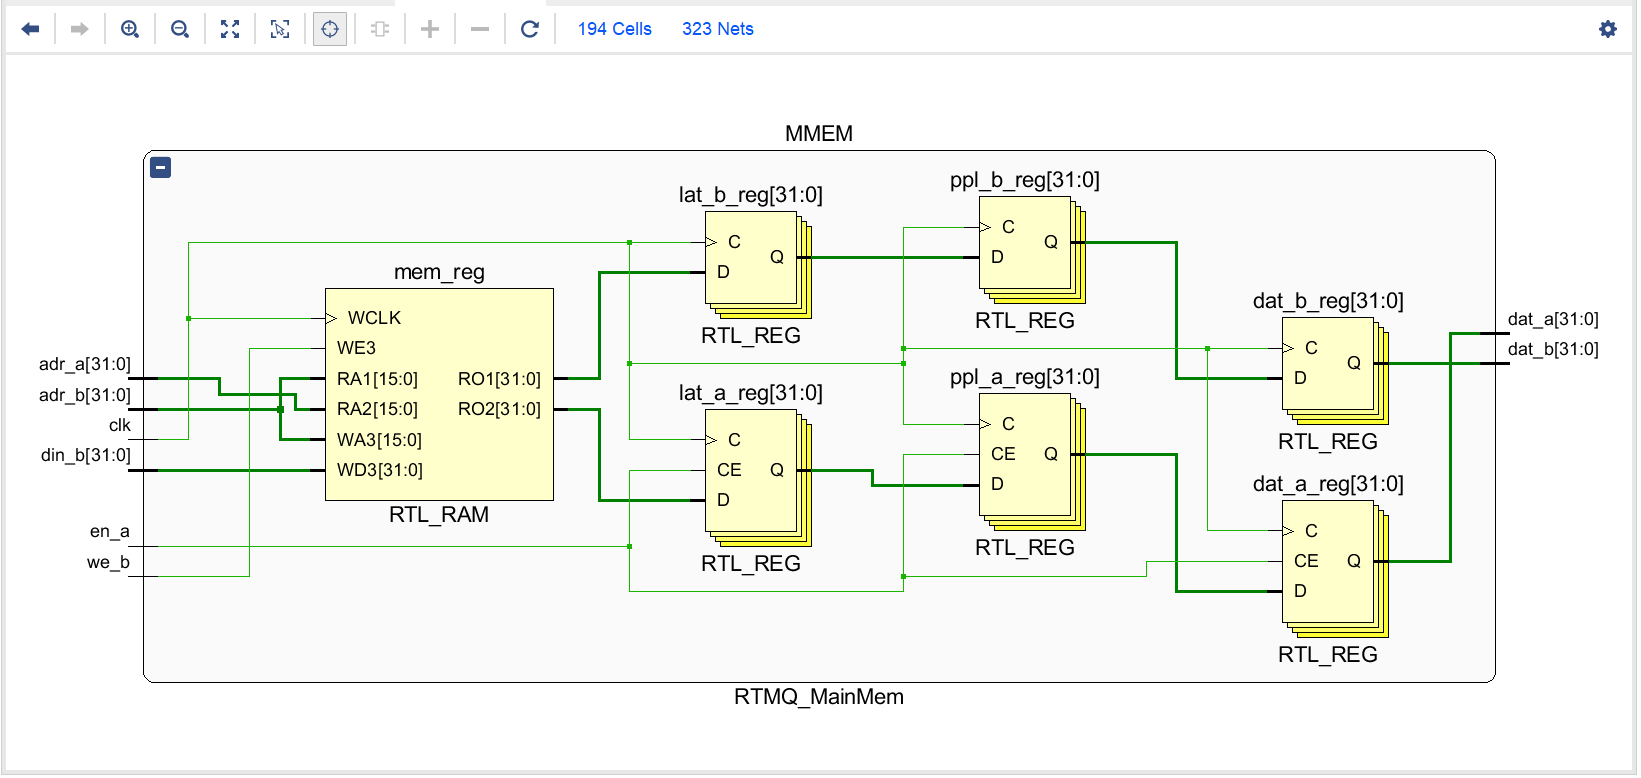 194 Cells 323 Nets
MMEM
ppl_b_reg[31:0]
lat_b_reg[31:0]
C
D
Q
RTL_REG
C
D
Q
RTL_REG
mem_reg
WCLK
WE3
RA1[15:0]
RA2[15:0]
WA3[15:0]
WD3[31:0]
RO1[31:0]
RO2[31:0]
RTL_RAM
adr_a[31:0]
adr_b[31:0]
clk
din_b[31:0]
en_a
we_b
lat_a_reg[31:0]
C
CE
D
Q
RTL_REG
ppl_a_reg[31:0]
C
CE
D
Q
RTL_REG
dat_b_reg[31:0]
C
D
Q
RTL_REG
dat_a_reg[31:0]
C
CE
D
Q
RTL_REG
dat_a[31:0]
dat_b[31:0]
RTMQ_MainMem